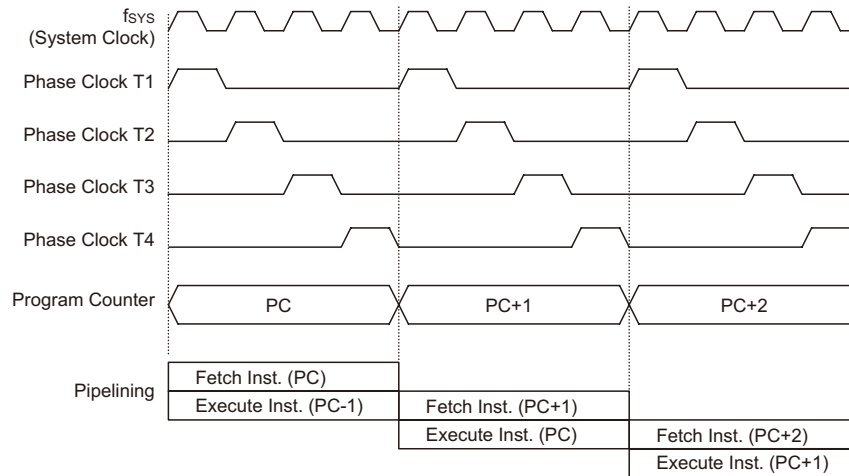 fSYS
(System Clock)
Phase Clock T1
Phase Clock T2
Phase Clock T3
Phase Clock T4
Program Counter
PC
PC+1
PC+2
Pipelining
Fetch Inst. (PC)
Execute Inst. (PC-1)
Fetch Inst. (PC+1)
Execute Inst. (PC)
Fetch Inst. (PC+2)
Execute Inst. (PC+1)